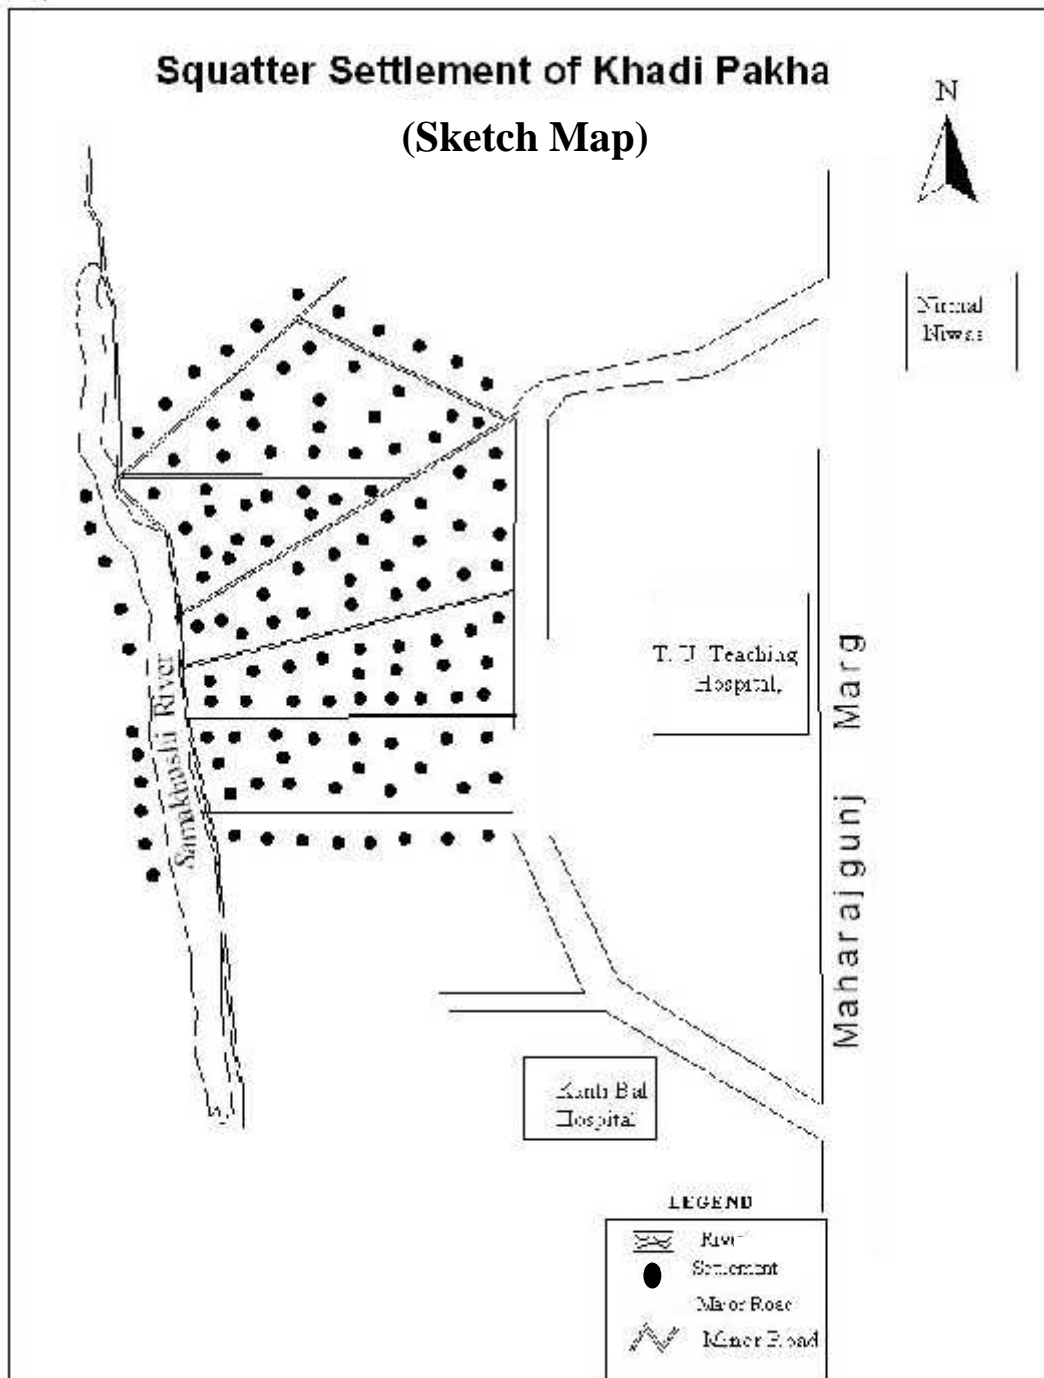 Squatter Settlement of Khadi Pakha
(Sketch Map)
N
Nirmal
Niwas
T. U. Teaching
Hospital,
Maharajgunj Marg
Samakhushi River
Kanti Bal
Hospital
LEGEND
River
Settlement
Major Road
Minor Road